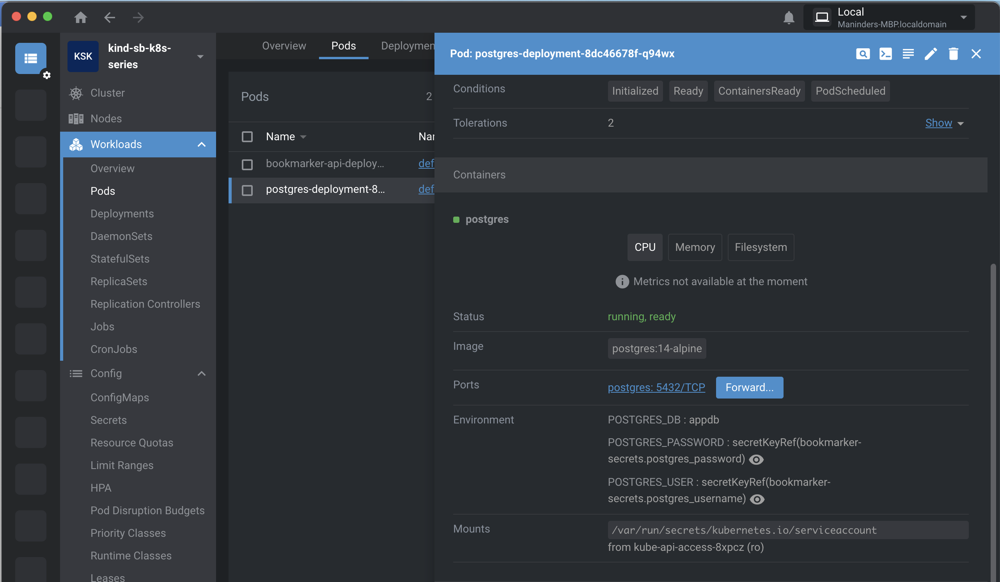 Local
Maninders-MBP.localdomain
KSK
kind-sb-k8s-
series
Cluster
Nodes
Workloads
Overview
Pods
Deployments
DaemonSets
StatefulSets
ReplicaSets
Replication Controllers
Jobs
CronJobs
Config
ConfigMaps
Secrets
Resource Quotas
Limit Ranges
HPA
Pod Disruption Budgets
Priority Classes
Runtime Classes
Leases
Overview Pods Deploymen
Pods 2
Name Nar
bookmarker-api-deploy... def
postgres-deployment-8... def
Pod: postgres-deployment-8dc46678f-q94wx
Conditions Initialized Ready ContainersReady PodScheduled
Tolerations 2 Show
Containers
postgres
CPU Memory Filesystem
Metrics not available at the moment
Status running, ready
Image postgres:14-alpine
Ports postgres: 5432/TCP Forward...
Environment POSTGRES_DB : appdb
POSTGRES_PASSWORD : secretKeyRef(bookmarker-
secrets.postgres_password)
POSTGRES_USER : secretKeyRef(bookmarker-
secrets.postgres_username)
Mounts /var/run/secrets/kubernetes.io/serviceaccount
from kube-api-access-8xpcz (ro)